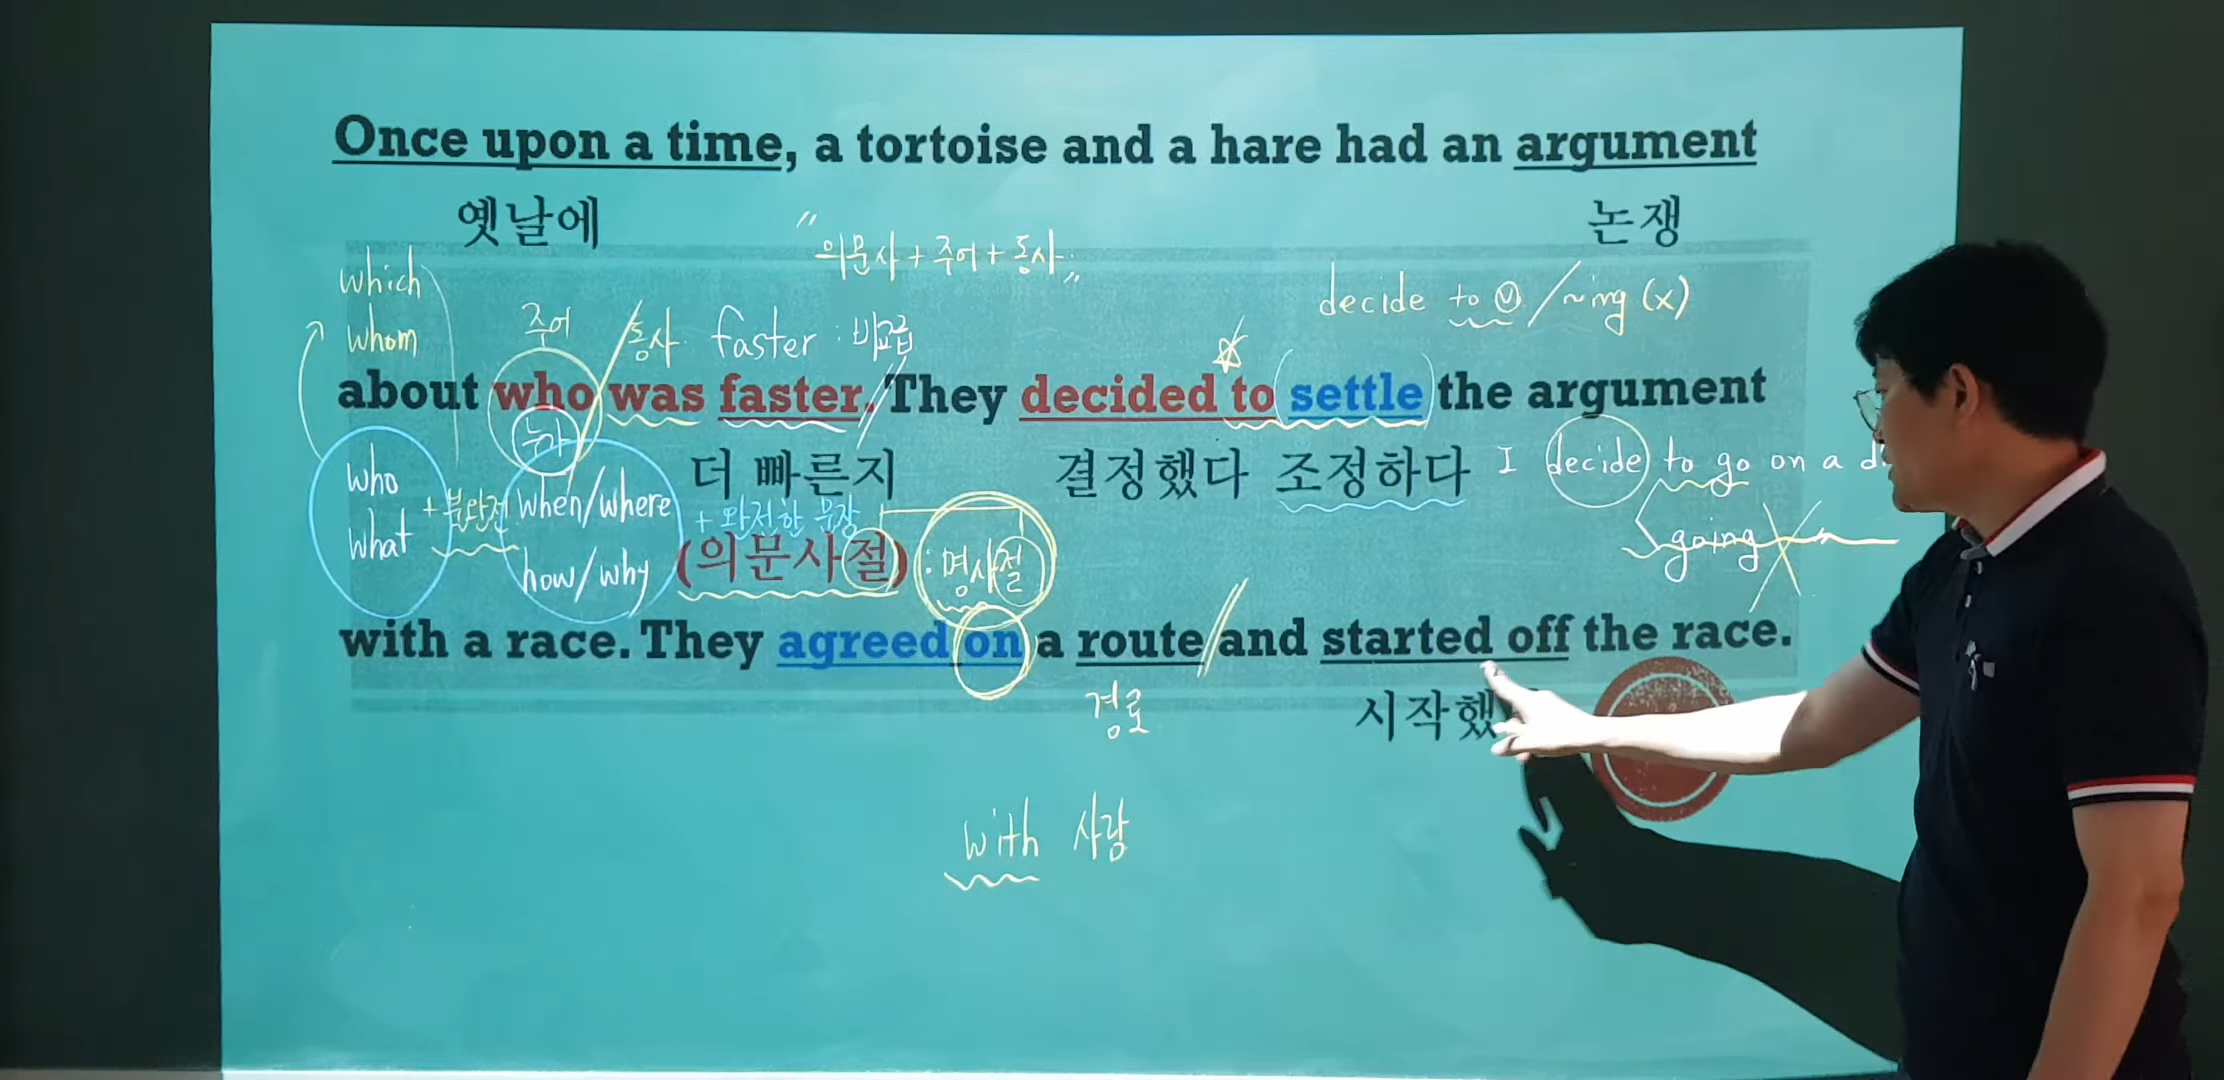 Once upon a time, a tortoise and a hare had an argument
옛날에 논쟁
"의문사+주어+동사"
which
decide to ⓥ/~ing (x)
whom 주어 동사 faster : 비교급
about who was faster. They decided to settle the argument
누가
더 빠른지 결정했다 조정하다 I decide to go on a
who
+ 불완전 when/where + 완전한 문장
what going
how/why (의문사절) : 명사절
with a race. They agreed on a route and started off the race.
경로 시작했
with 사람